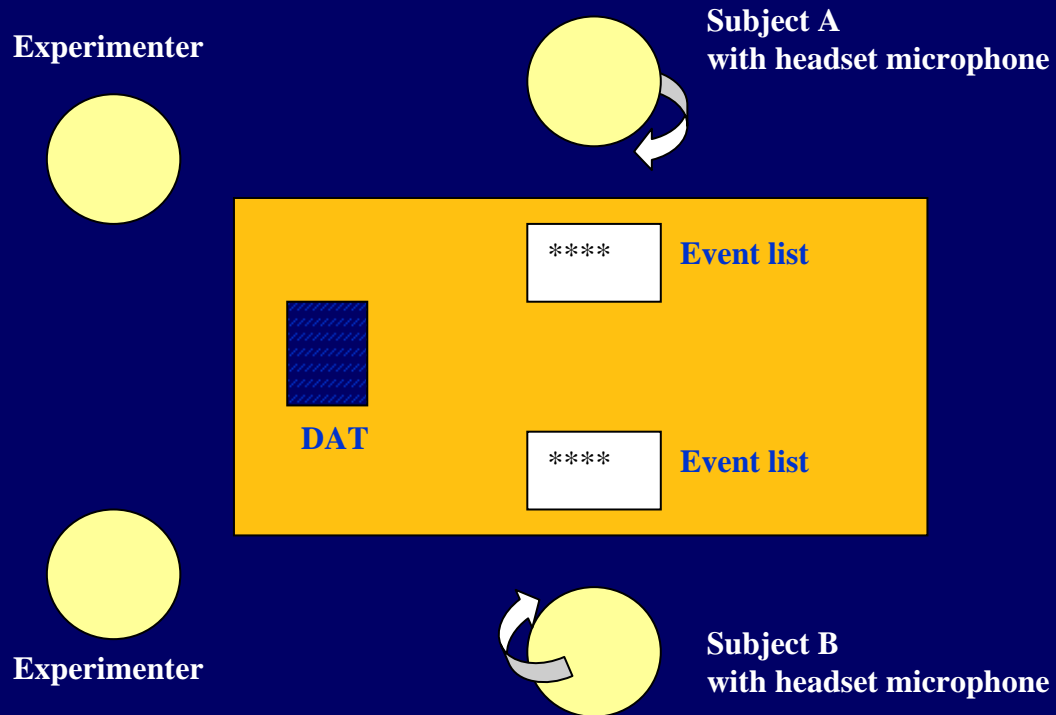 Experimenter
Subject A
with headset microphone
**** Event list
DAT
**** Event list
Experimenter
Subject B
with headset microphone